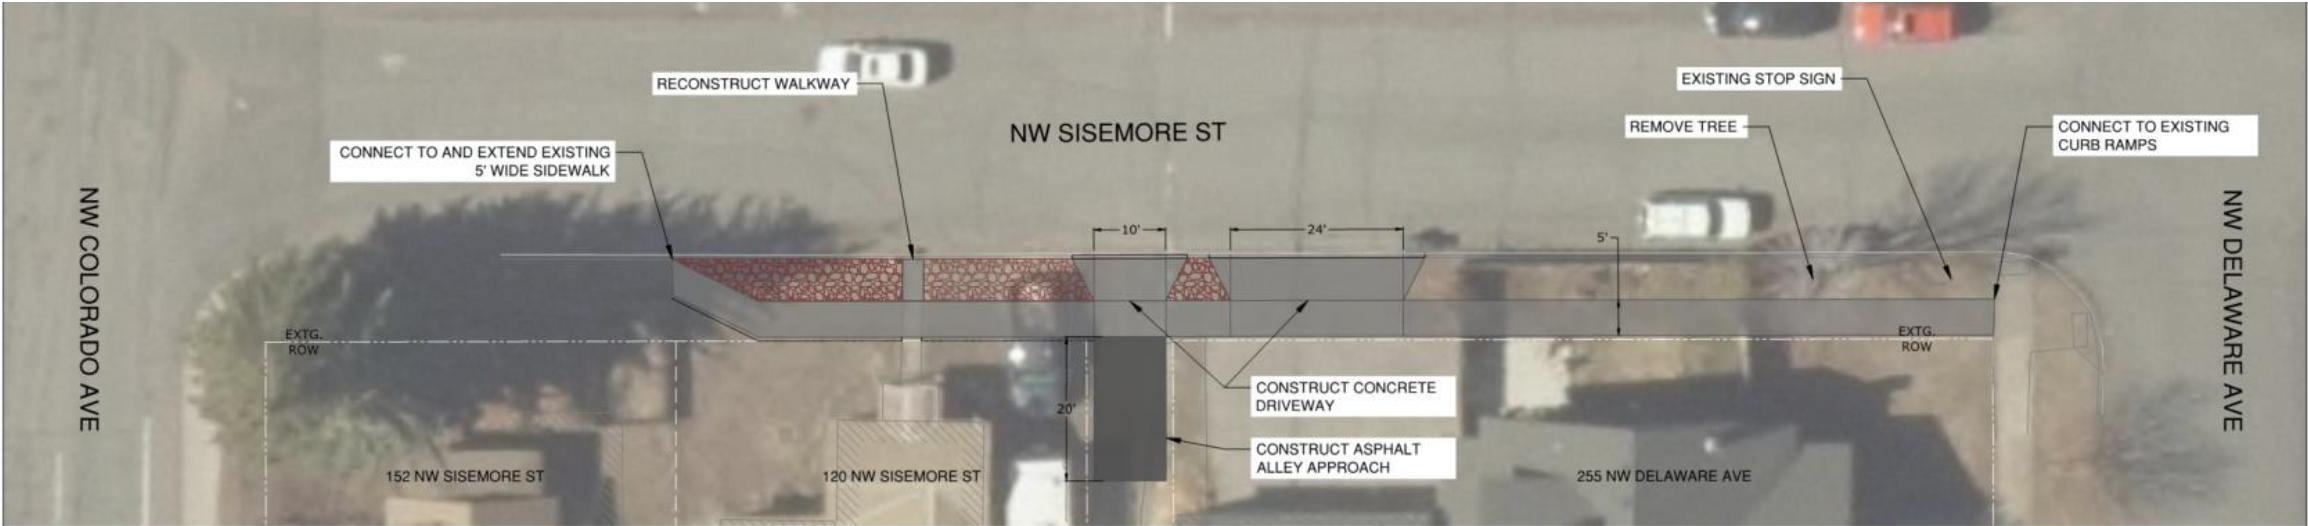 RECONSTRUCT WALKWAY
EXISTING STOP SIGN
NW SISEMORE ST
REMOVE TREE
CONNECT TO EXISTING
CURB RAMPS
CONNECT TO AND EXTEND EXISTING
5' WIDE SIDEWALK
NW COLORADO AVE
NW DELAWARE AVE
10'
24'
5'
EXTG.
ROW
EXTG.
ROW
20'
CONSTRUCT CONCRETE
DRIVEWAY
CONSTRUCT ASPHALT
ALLEY APPROACH
152 NW SISEMORE ST
120 NW SISEMORE ST
255 NW DELAWARE AVE